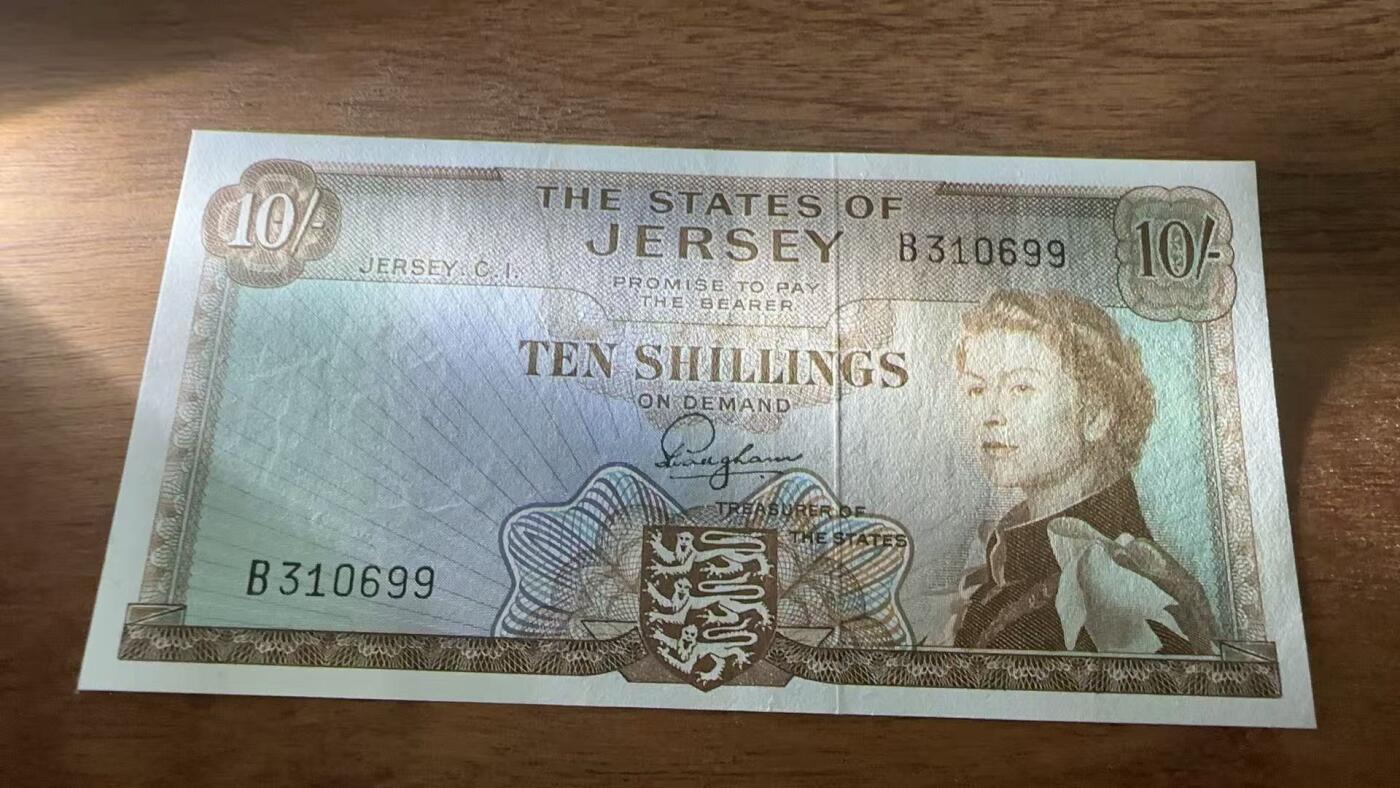 10/-
THE STATES OF
JERSEY
B310699
10/-
JERSEY. C.I.
PROMISE TO PAY
THE BEARER
TEN SHILLINGS
ON DEMAND
TREASURER OF
THE STATES
B310699